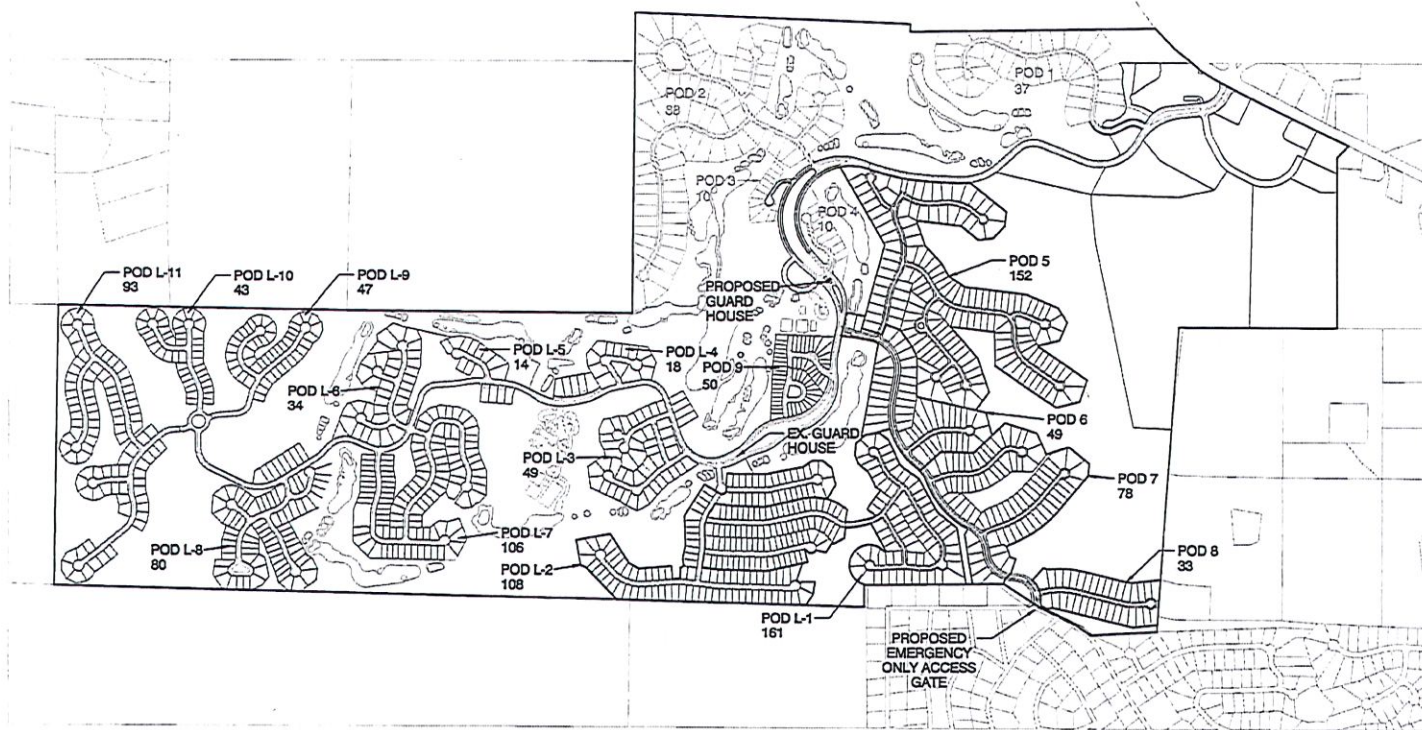 POD 1
37
POD 2
38
POD 3
10
POD 4
10
POD 5
152
PROPOSED
GUARD
HOUSE
POD L-11
93
POD L-10
43
POD L-9
47
POD L-5
14
POD L-4
18
POD 9
50
POD L-6
34
POD 6
49
EX. GUARD
HOUSE
POD L-3
49
POD 7
78
POD L-7
106
POD L-8
80
POD L-2
108
POD 8
33
POD L-1
161
PROPOSED
EMERGENCY
ONLY ACCESS
GATE